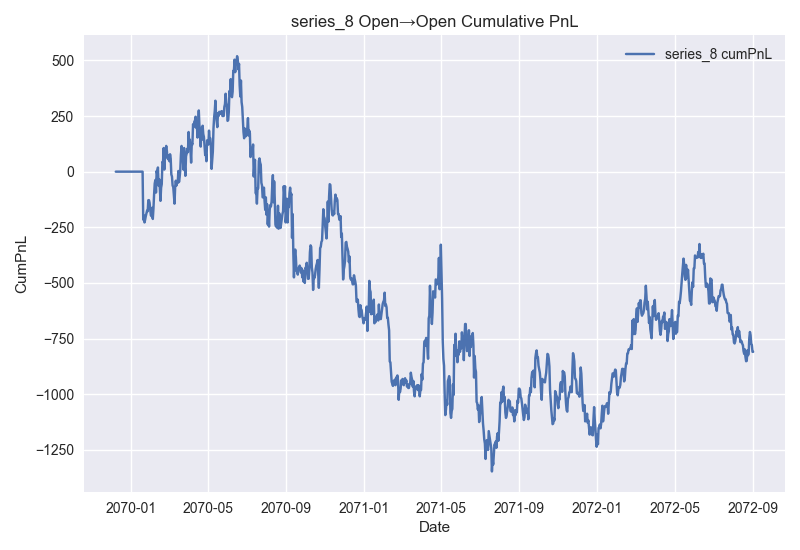 series_8 Open→Open Cumulative PnL
series_8 cumPnL
CumPnL
500
250
0
−250
−500
−750
−1000
−1250
2070-01 2070-05 2070-09 2071-01 2071-05 2071-09 2072-01 2072-05 2072-09
Date